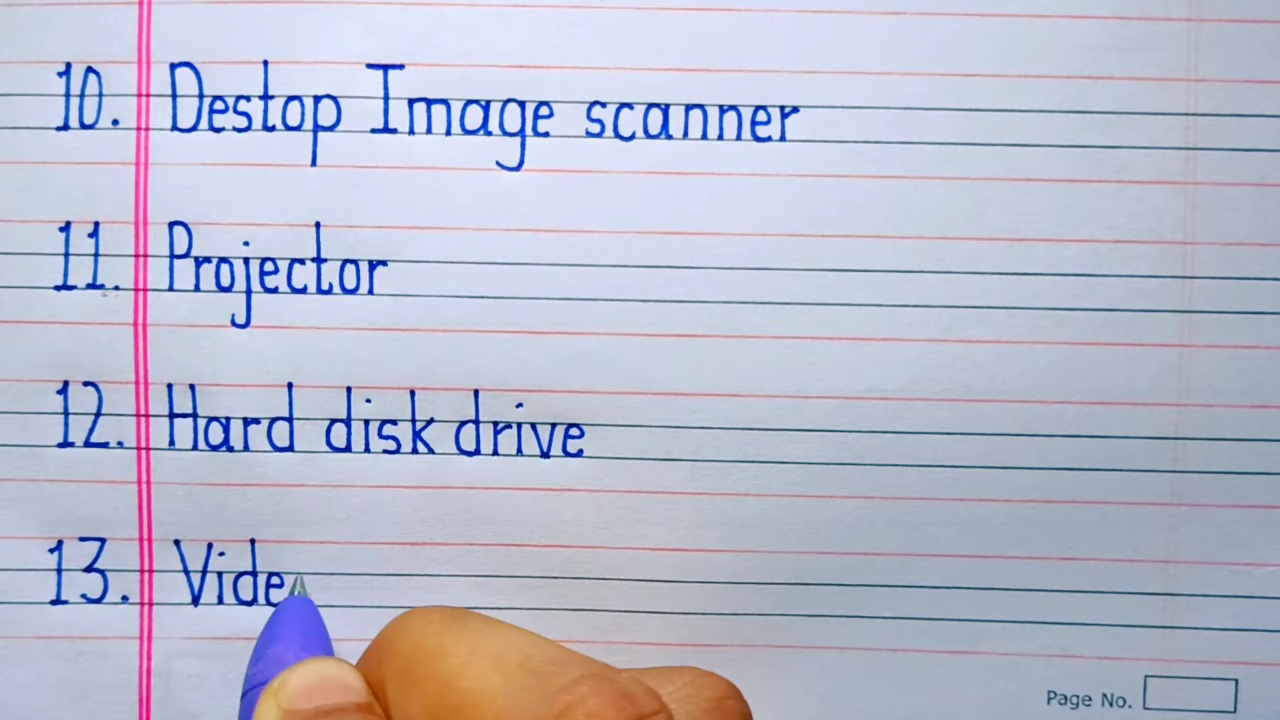 10. Destop Image scanner
11. Projector
12. Hard disk drive
13. Vide
Page No.